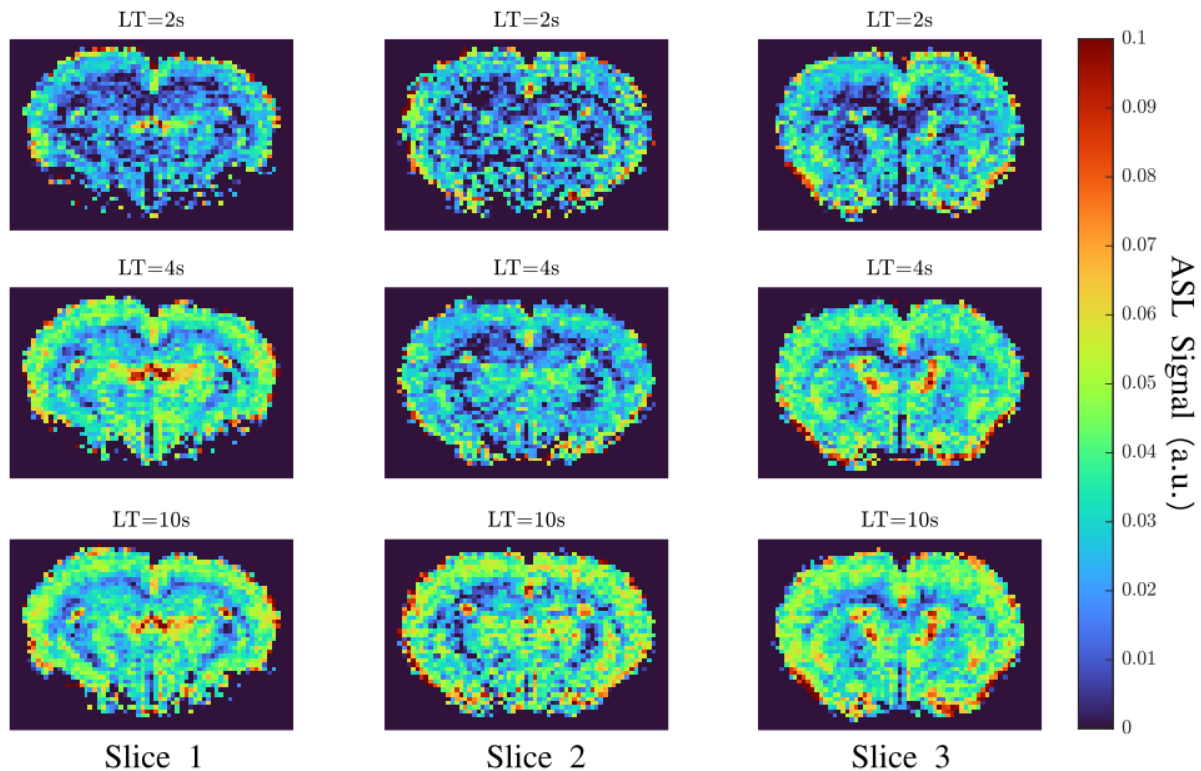 LT=2s
LT=2s
LT=2s
LT=4s
LT=4s
LT=4s
LT=10s
LT=10s
LT=10s
Slice 1
Slice 2
Slice 3
0.1
0.09
0.08
0.07
0.06
0.05
0.04
0.03
0.02
0.01
0
ASL Signal (a.u.)